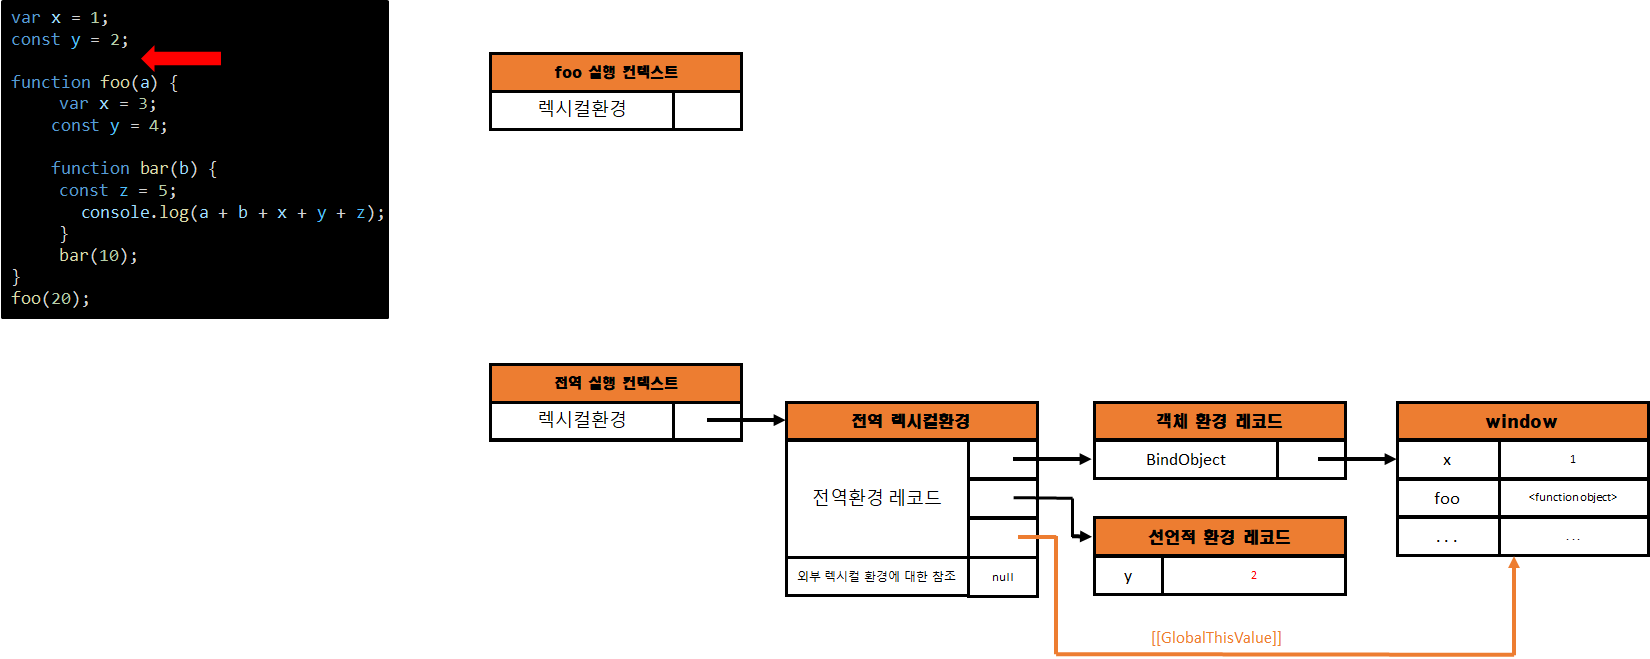 var x = 1;
const y = 2;
function foo(a) {
var x = 3;
const y = 4;
function bar(b) {
const z = 5;
console.log(a + b + x + y + z);
}
bar(10);
}
foo(20);
foo 실행 컨텍스트
렉시컬환경
전역 실행 컨텍스트
렉시컬환경
전역 렉시컬환경
전역환경 레코드
외부 렉시컬 환경에 대한 참조
null
객체 환경 레코드
BindObject
선언적 환경 레코드
y
2
window
x
1
foo
<function object>
...
...
[[GlobalThisValue]]